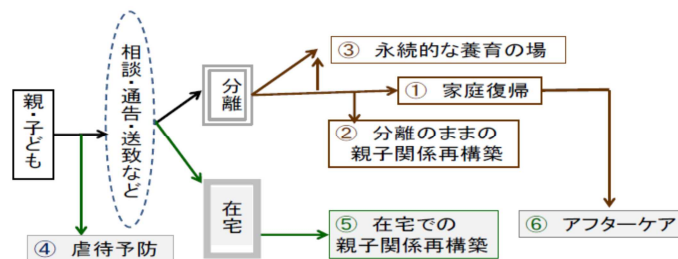 親・子ども
相談・通告・送致など
分離
在宅
③ 永続的な養育の場
① 家庭復帰
② 分離のままの
親子関係再構築
④ 虐待予防
⑤ 在宅での
親子関係再構築
⑥ アフターケア